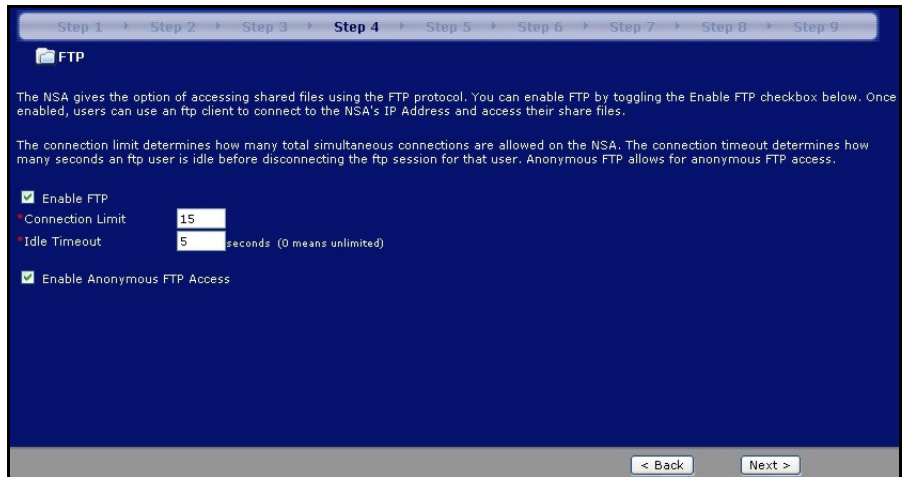 Step 1 Step 2 Step 3 Step 4 Step 5 Step 6 Step 7 Step 8 Step 9
FTP
The NSA gives the option of accessing shared files using the FTP protocol. You can enable FTP by toggling the Enable FTP checkbox below. Once
enabled, users can use an ftp client to connect to the NSA's IP Address and access their share files.
The connection limit determines how many total simultaneous connections are allowed on the NSA. The connection timeout determines how
many seconds an ftp user is idle before disconnecting the ftp session for that user. Anonymous FTP allows for anonymous FTP access.
Enable FTP
*Connection Limit 15
*Idle Timeout 5 seconds (0 means unlimited)
Enable Anonymous FTP Access
< Back Next >